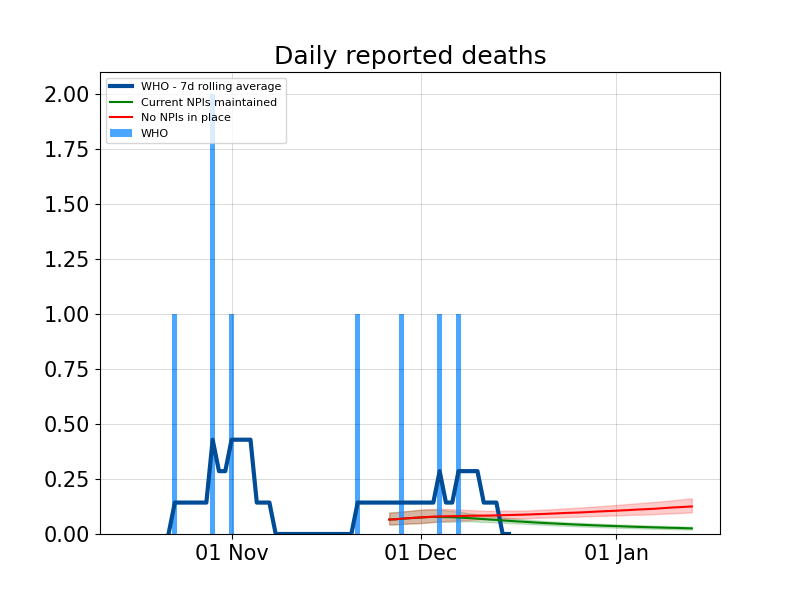 Daily reported deaths
WHO - 7d rolling average
Current NPIs maintained
No NPIs in place
WHO
2.00
1.75
1.50
1.25
1.00
0.75
0.50
0.25
0.00
01 Nov
01 Dec
01 Jan